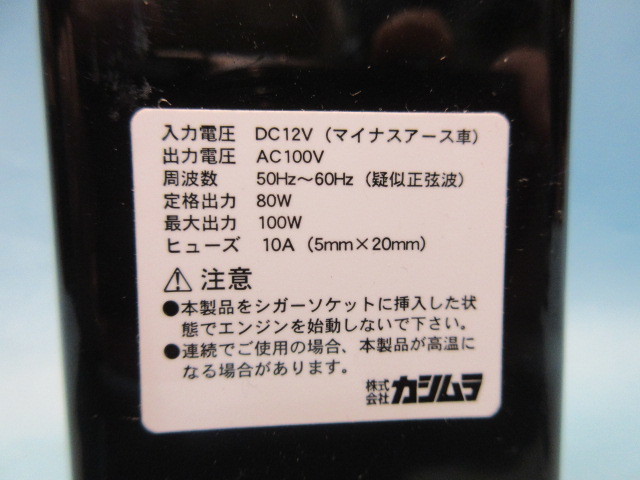 入力電圧 DC12V（マイナスアース車）
出力電圧 AC100V
周波数 50Hz～60Hz（疑似正弦波）
定格出力 80W
最大出力 100W
ヒューズ 10A（5mm×20mm）
⚠ 注意
●本製品をシガーソケットに挿入した状
態でエンジンを始動しないで下さい。
●連続でご使用の場合、本製品が高温に
なる場合があります。
株式会社 カシムラ